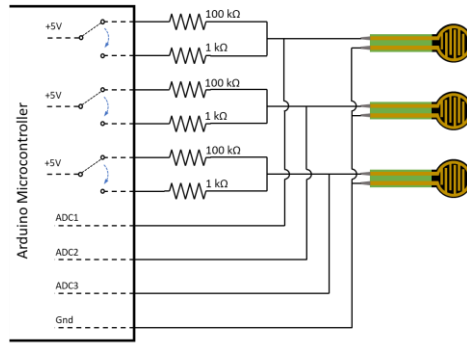 100 kΩ
+5V
1 kΩ
100 kΩ
+5V
1 kΩ
100 kΩ
+5V
1 kΩ
Arduino Microcontroller
ADC1
ADC2
ADC3
Gnd